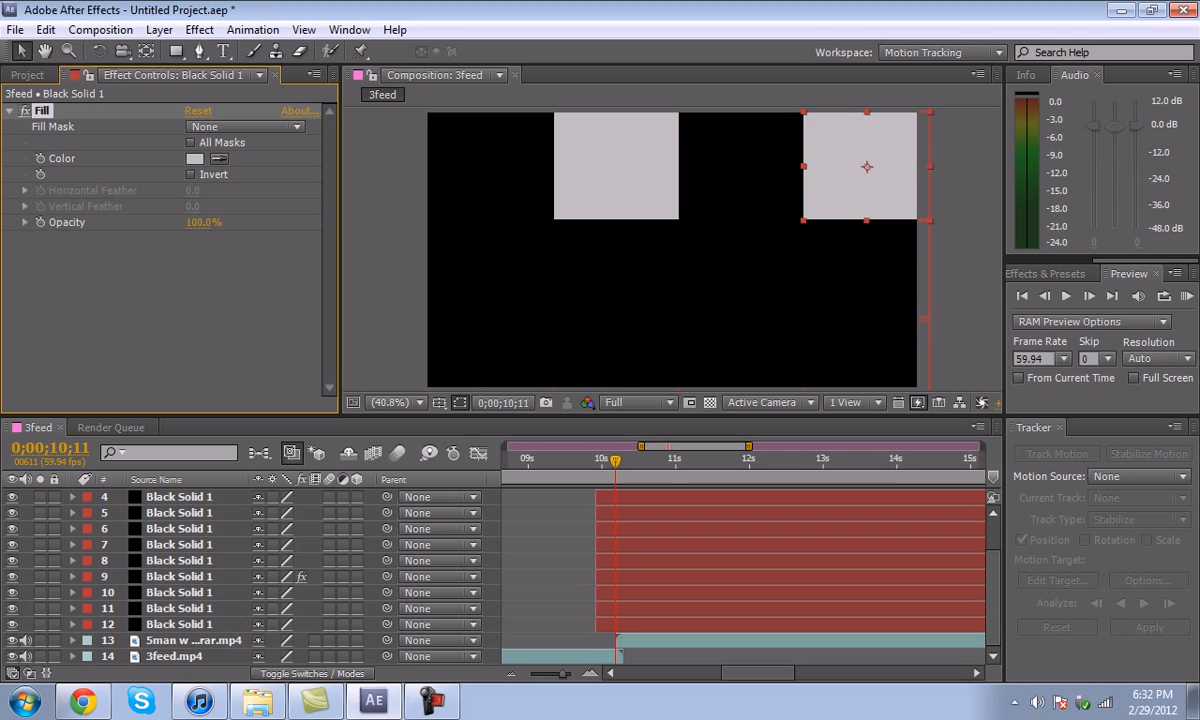 Adobe After Effects - Untitled Project.aep *
File Edit Composition Layer Effect Animation View Window Help
Workspace: Motion Tracking
Search Help
Project
Effect Controls: Black Solid 1
3feed • Black Solid 1
fx Fill Reset About...
Fill Mask None
All Masks
Color
Invert
Horizontal Feather 0.0
Vertical Feather 0.0
Opacity 100.0%
Composition: 3feed
3feed
(40.8%) 0;00;10;11 Full Active Camera 1 View
Info Audio
0.0 12.0 dB
-3.0 0.0 dB
-6.0
-9.0 -12.0
-12.0
-15.0 -24.0
-18.0 -36.0
-21.0
-24.0 0 0 -48.0 dB
Effects & Presets Preview
RAM Preview Options
Frame Rate Skip Resolution
59.94 0 Auto
From Current Time Full Screen
3feed Render Queue
0;00;10;11
00611 (59.94 fps)
09s 10s 11s 12s 13s 14s 15s
# Source Name fx Parent
4 Black Solid 1 None
5 Black Solid 1 None
6 Black Solid 1 None
7 Black Solid 1 None
8 Black Solid 1 None
9 Black Solid 1 fx None
10 Black Solid 1 None
11 Black Solid 1 None
12 Black Solid 1 None
13 5man w ...rar.mp4 None
14 3feed.mp4 None
Toggle Switches / Modes
Tracker
Track Motion Stabilize Motion
Motion Source: None
Current Track: None
Track Type: Stabilize
Position Rotation Scale
Motion Target:
Edit Target... Options...
Analyze:
Reset Apply
Ae
6:32 PM
2/29/2012